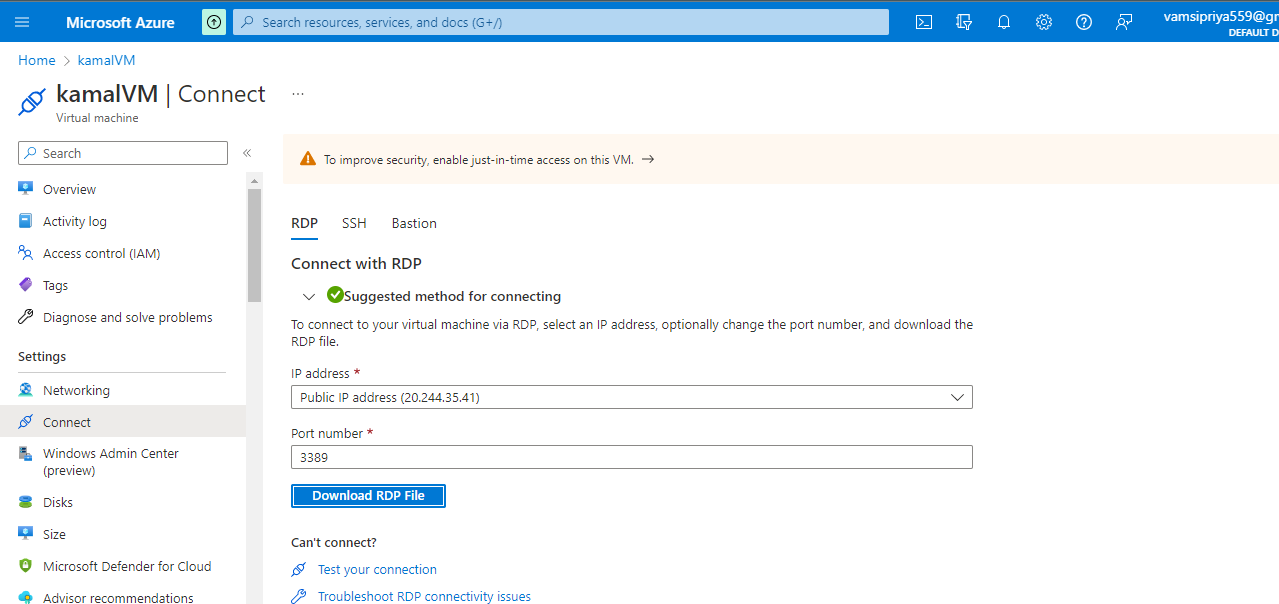 Microsoft Azure
Search resources, services, and docs (G+/)
vamsipriya559@gr
DEFAULT D
Home > kamalVM
kamalVM | Connect ...
Virtual machine
Search
«
Overview
Activity log
Access control (IAM)
Tags
Diagnose and solve problems
Settings
Networking
Connect
Windows Admin Center
(preview)
Disks
Size
Microsoft Defender for Cloud
Advisor recommendations
To improve security, enable just-in-time access on this VM. →
RDP SSH Bastion
Connect with RDP
Suggested method for connecting
To connect to your virtual machine via RDP, select an IP address, optionally change the port number, and download the
RDP file.
IP address *
Public IP address (20.244.35.41)
Port number *
3389
Download RDP File
Can't connect?
Test your connection
Troubleshoot RDP connectivity issues